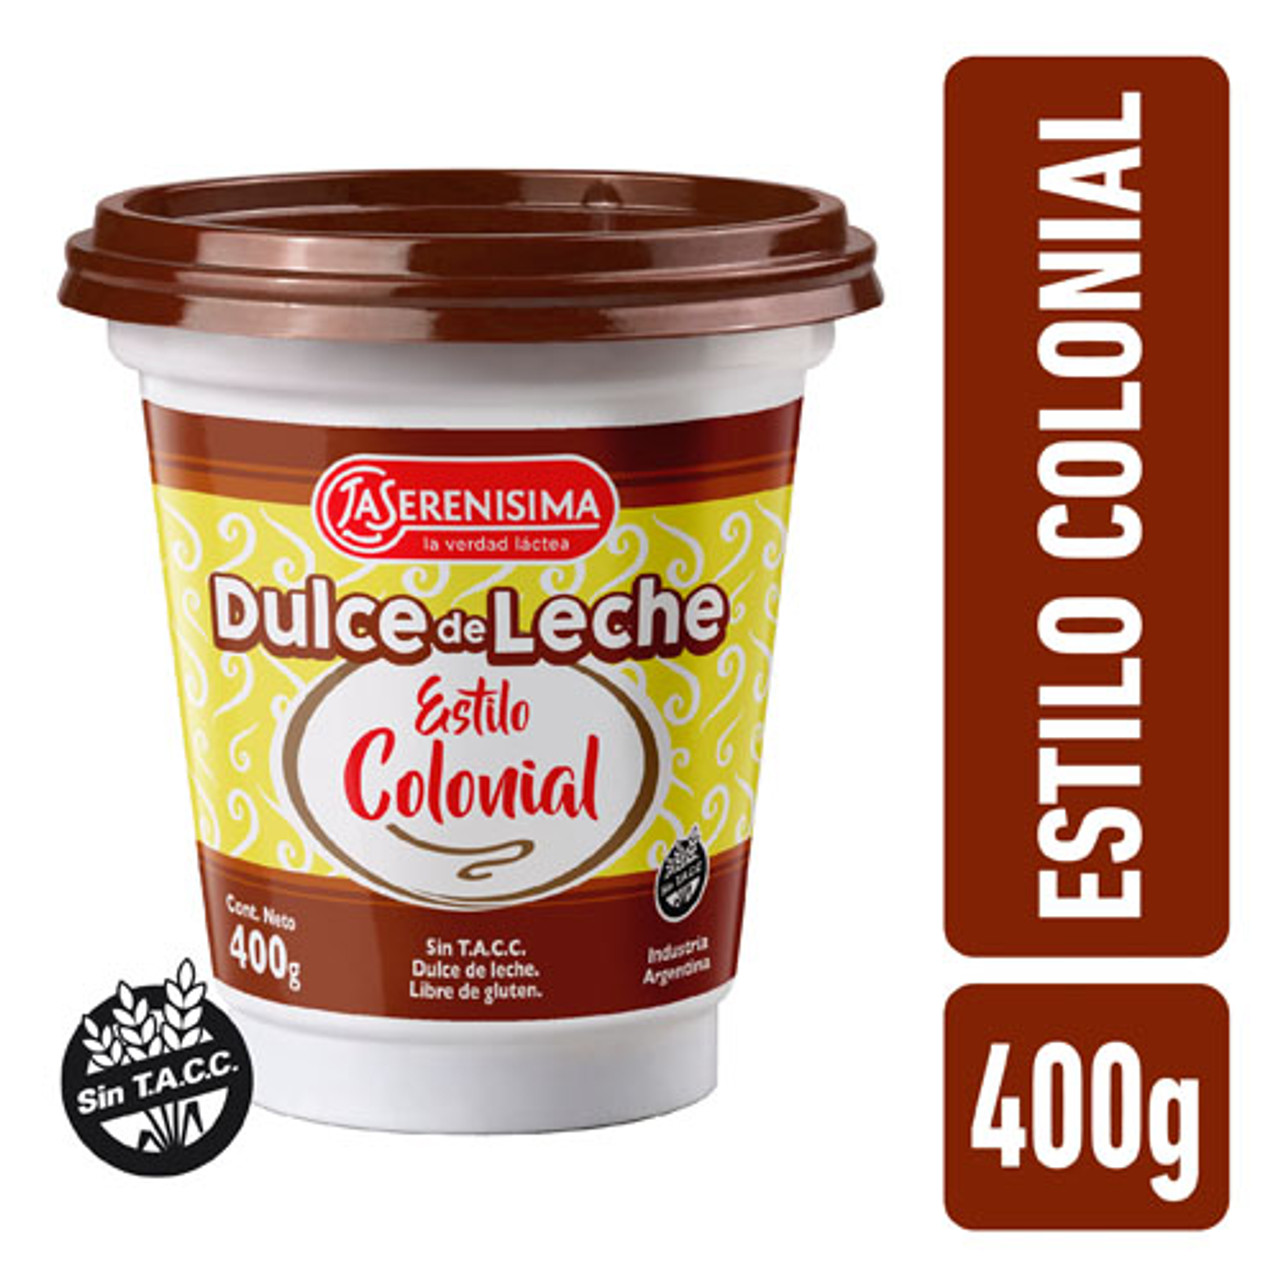 LA SERENISIMA
la verdad láctea
Dulce de Leche
Estilo
Colonial
Sin T.A.C.C.
Cont. Neto
400g
Sin T.A.C.C.
Dulce de leche.
Libre de gluten.
Industria
Argentina
Sin T.A.C.C.
ESTILO COLONIAL
400g